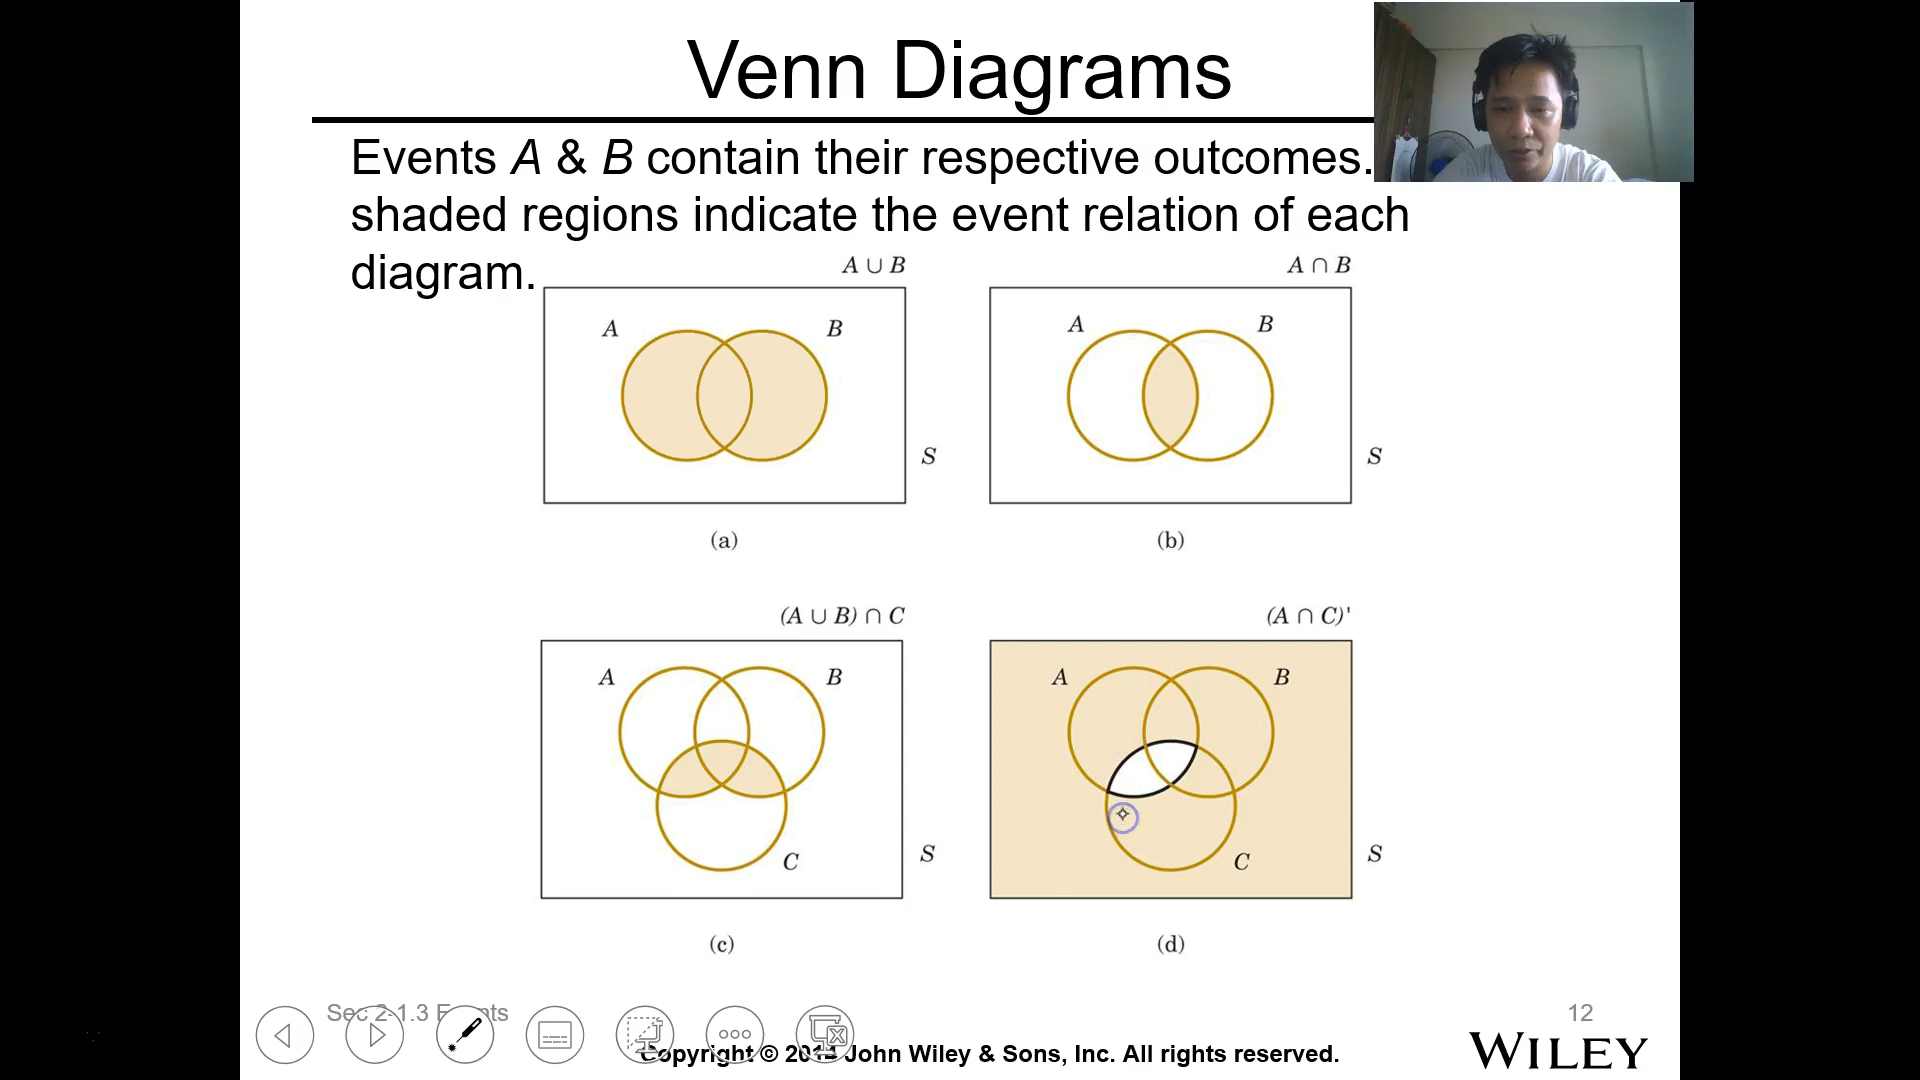 Venn Diagrams
Events A & B contain their respective outcomes.
shaded regions indicate the event relation of each
diagram.
A ∪ B
A B
S
(a)
A ∩ B
A B
S
(b)
(A ∪ B) ∩ C
A B
C
S
(c)
(A ∩ C)'
A B
C
S
(d)
Sec 2-1.3 Events
12
Copyright © 2014 John Wiley & Sons, Inc. All rights reserved.
WILEY